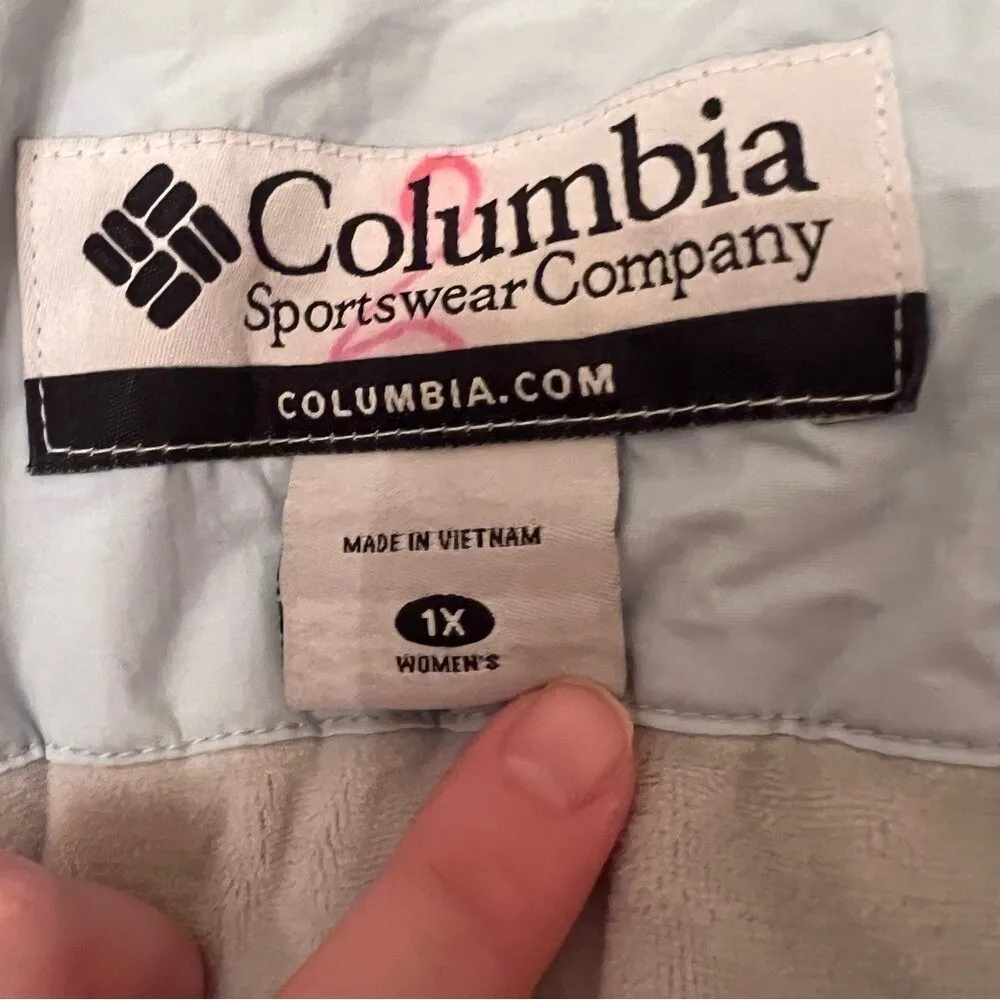 Columbia
Sportswear Company
COLUMBIA.COM
MADE IN VIETNAM
1X
WOMEN'S